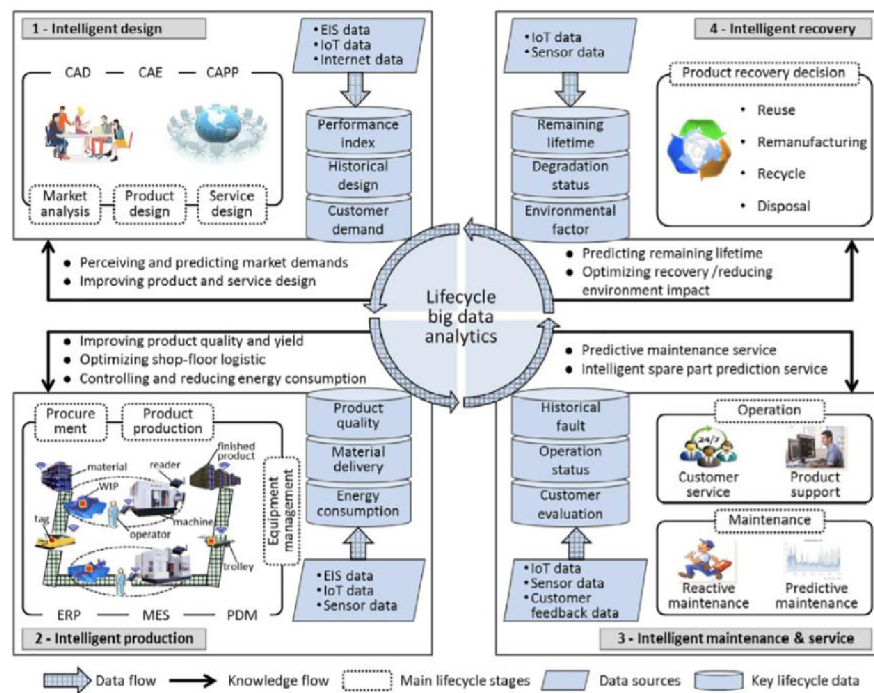 1 - Intelligent design
CAD CAE CAPP
Market
analysis
Product
design
Service
design
• EIS data
• IoT data
• Internet data
Performance
index
Historical
design
Customer
demand
• Perceiving and predicting market demands
• Improving product and service design
4 - Intelligent recovery
• IoT data
• Sensor data
Remaining
lifetime
Degradation
status
Environmental
factor
Product recovery decision
• Reuse
• Remanufacturing
• Recycle
• Disposal
• Predicting remaining lifetime
• Optimizing recovery /reducing
environment impact
Lifecycle
big data
analytics
• Improving product quality and yield
• Optimizing shop-floor logistic
• Controlling and reducing energy consumption
Procure
ment
Product
production
material
reader
finished
product
WIP
tag
operator
machine
trolley
Equipment
management
ERP MES PDM
2 - Intelligent production
Product
quality
Material
delivery
Energy
consumption
• EIS data
• IoT data
• Sensor data
• Predictive maintenance service
• Intelligent spare part prediction service
Historical
fault
Operation
status
Customer
evaluation
• IoT data
• Sensor data
• Customer
feedback data
Operation
24/7
Customer
service
Product
support
Maintenance
Reactive
maintenance
Predictive
maintenance
3 - Intelligent maintenance & service
Data flow
Knowledge flow
Main lifecycle stages
Data sources
Key lifecycle data